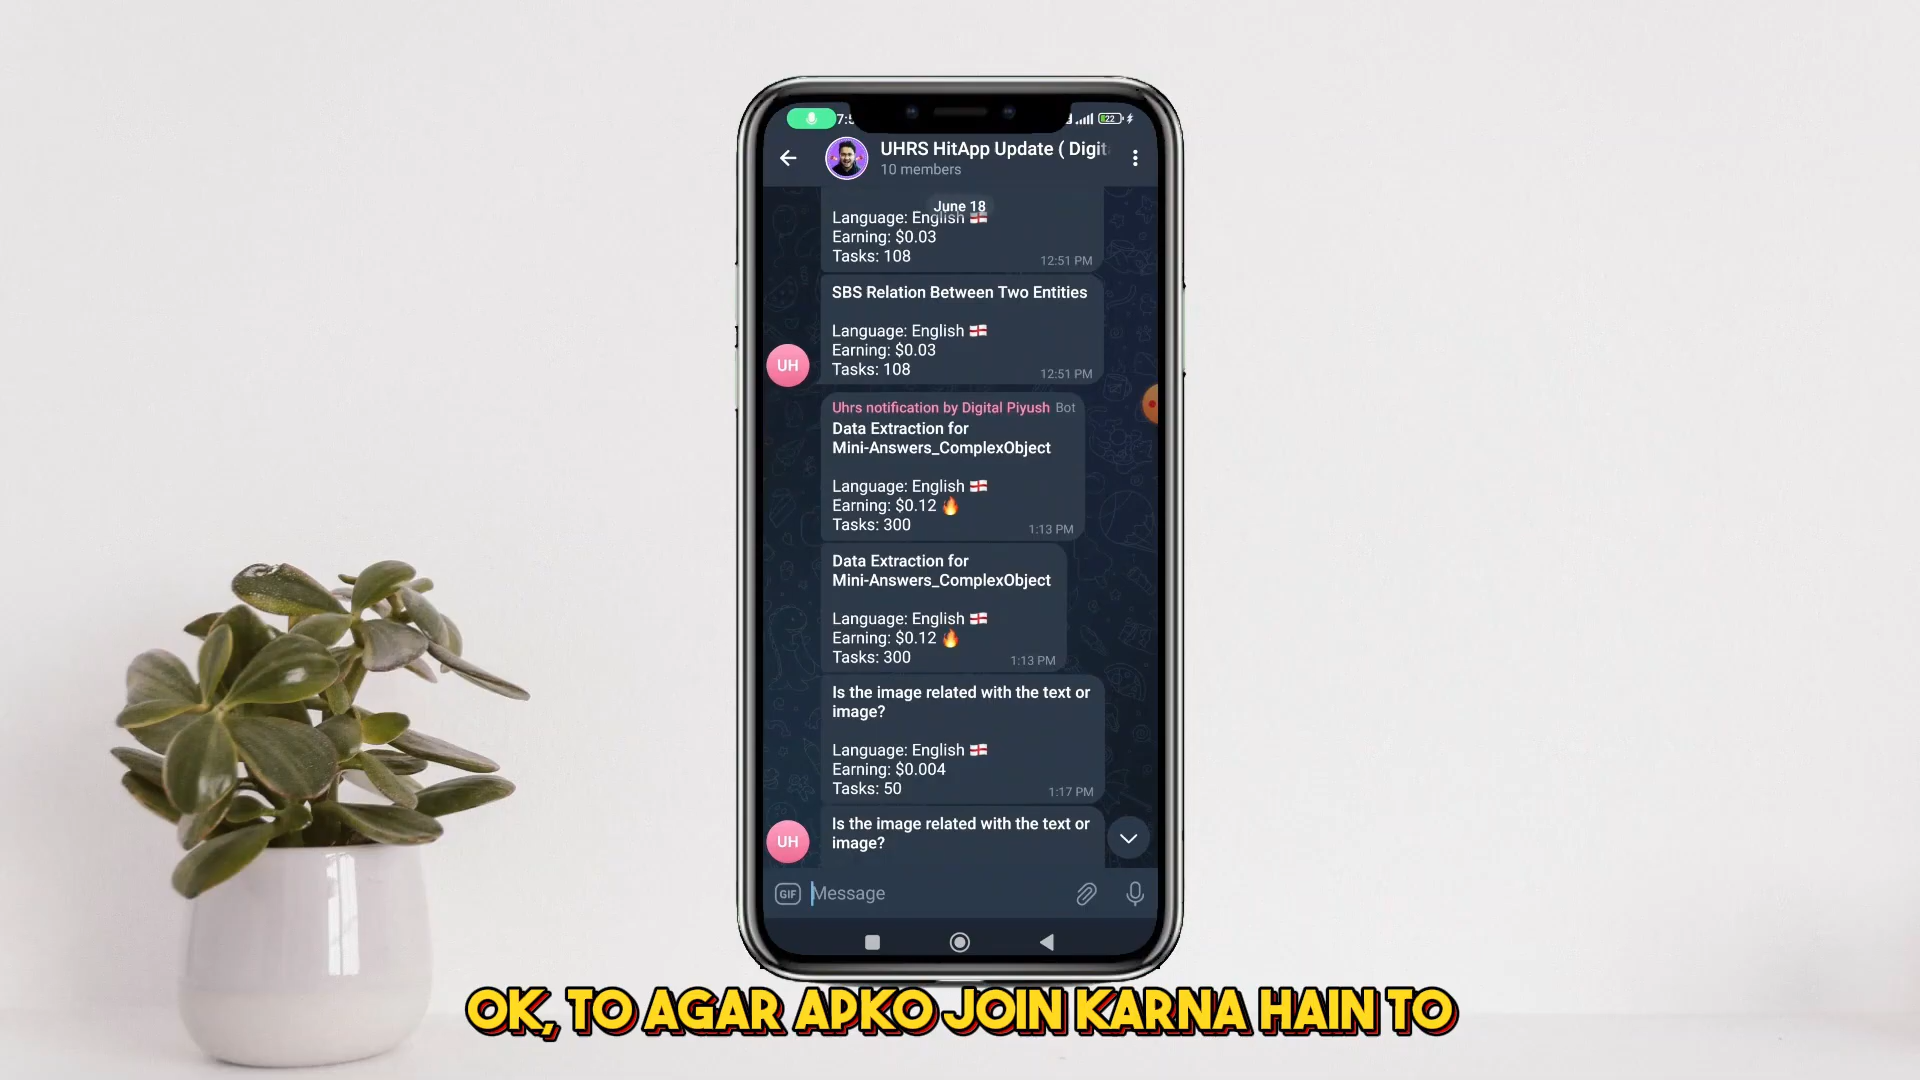 7:5
22
UHRS HitApp Update ( Digit
10 members
June 18
Language: English
Earning: $0.03
Tasks: 108
12:51 PM
SBS Relation Between Two Entities
Language: English
Earning: $0.03
Tasks: 108
12:51 PM
UH
Uhrs notification by Digital Piyush Bot
Data Extraction for
Mini-Answers_ComplexObject
Language: English
Earning: $0.12 🔥
Tasks: 300
1:13 PM
Data Extraction for
Mini-Answers_ComplexObject
Language: English
Earning: $0.12 🔥
Tasks: 300
1:13 PM
Is the image related with the text or
image?
Language: English
Earning: $0.004
Tasks: 50
1:17 PM
Is the image related with the text or
image?
UH
GIF
Message
OK, TO AGAR APKO JOIN KARNA HAIN TO